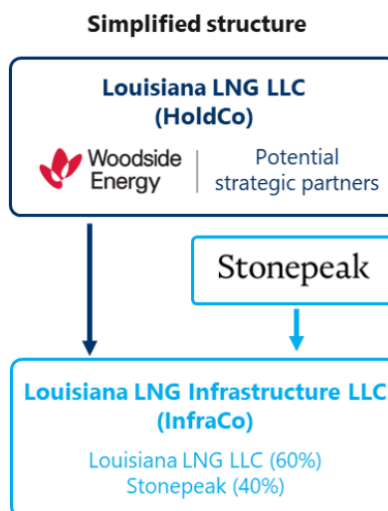 Simplified structure
Louisiana LNG LLC
(HoldCo)
Woodside
Energy
Potential
strategic partners
Stonepeak
Louisiana LNG Infrastructure LLC
(InfraCo)
Louisiana LNG LLC (60%)
Stonepeak (40%)